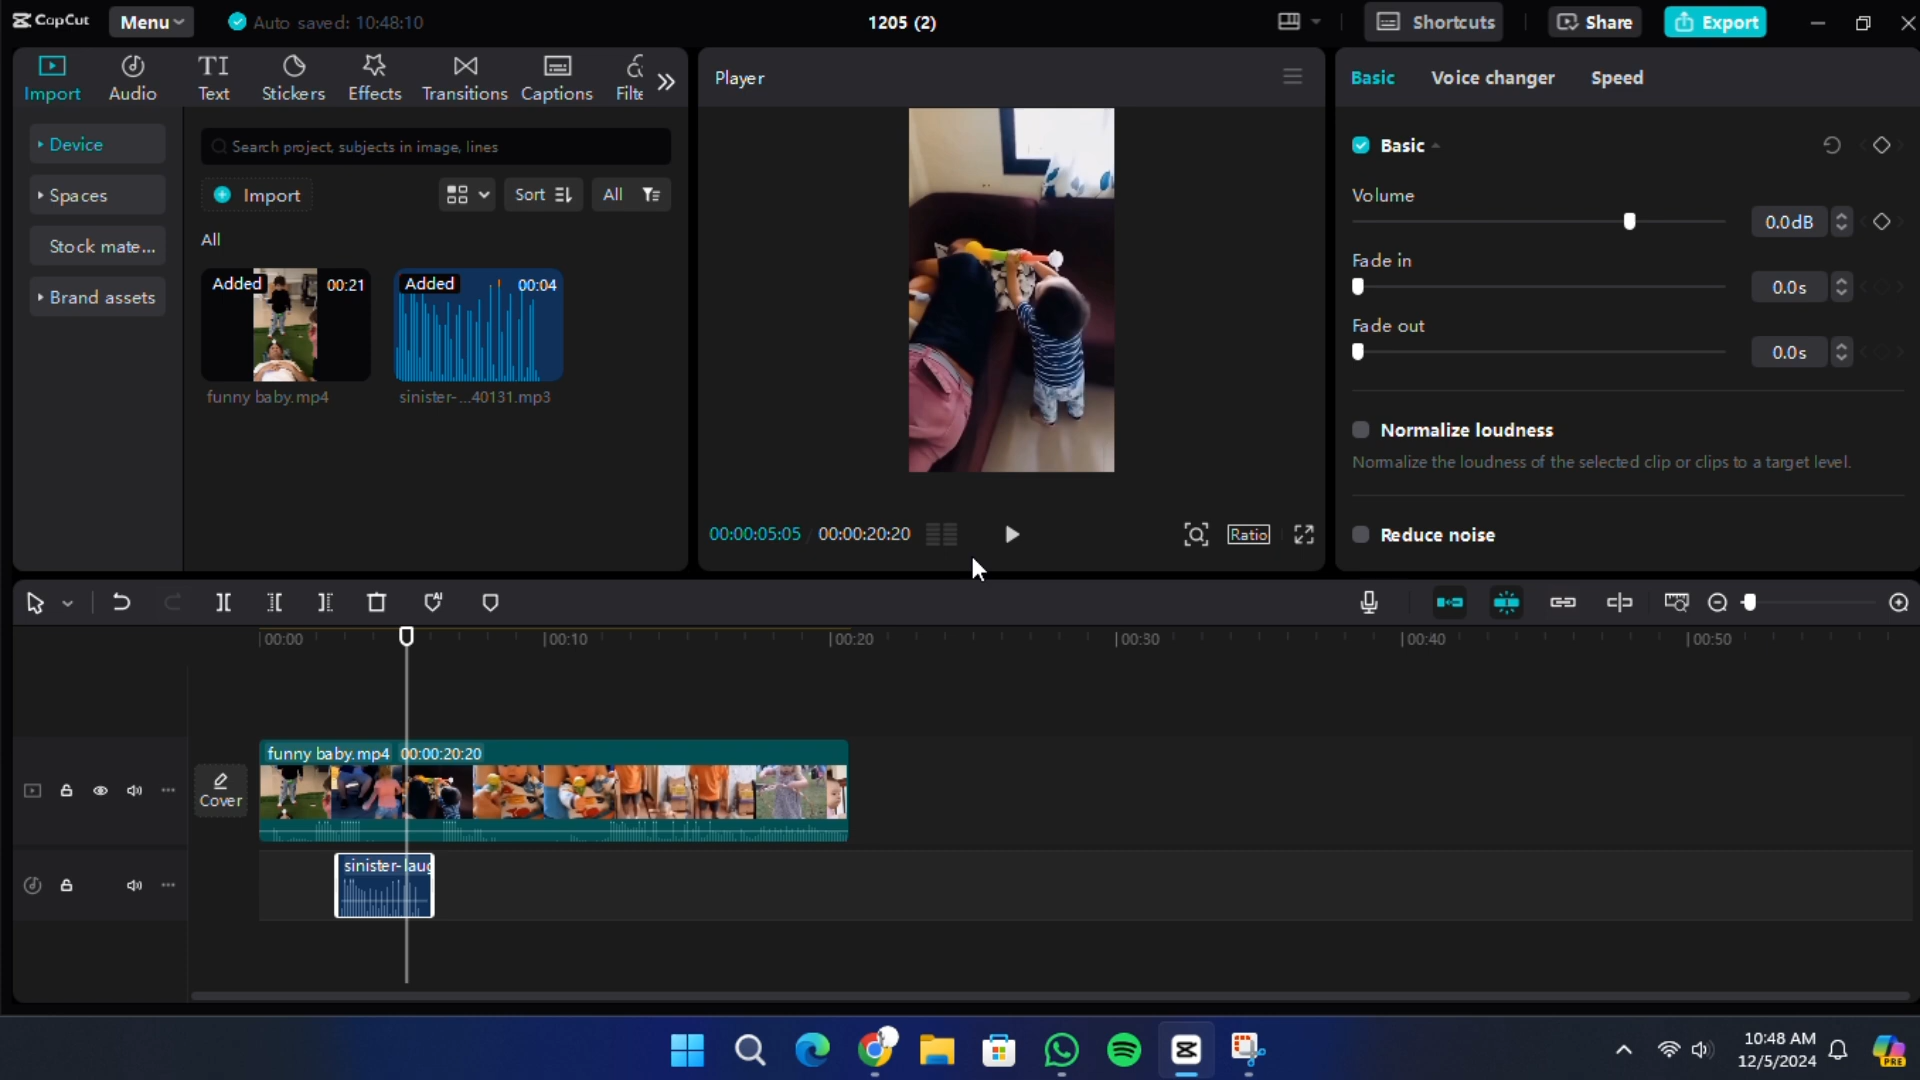 CapCut Menu Auto saved: 10:48:10 1205 (2) Shortcuts Share Export
Import Audio Text Stickers Effects Transitions Captions Filte
Player
Basic Voice changer Speed
Device
Spaces
Stock mate...
Brand assets
Search project, subjects in image, lines
Import Sort All
All
Added 00:21
Added 00:04
funny baby.mp4 sinister-...40131.mp3
00:00:05:05 / 00:00:20:20 Ratio
Basic
Volume
0.0dB
Fade in
0.0s
Fade out
0.0s
Normalize loudness
Normalize the loudness of the selected clip or clips to a target level.
Reduce noise
00:00 00:10 00:20 00:30 00:40 00:50
funny baby.mp4 00:00:20:20
Cover
sinister-laug
10:48 AM
12/5/2024
PRE